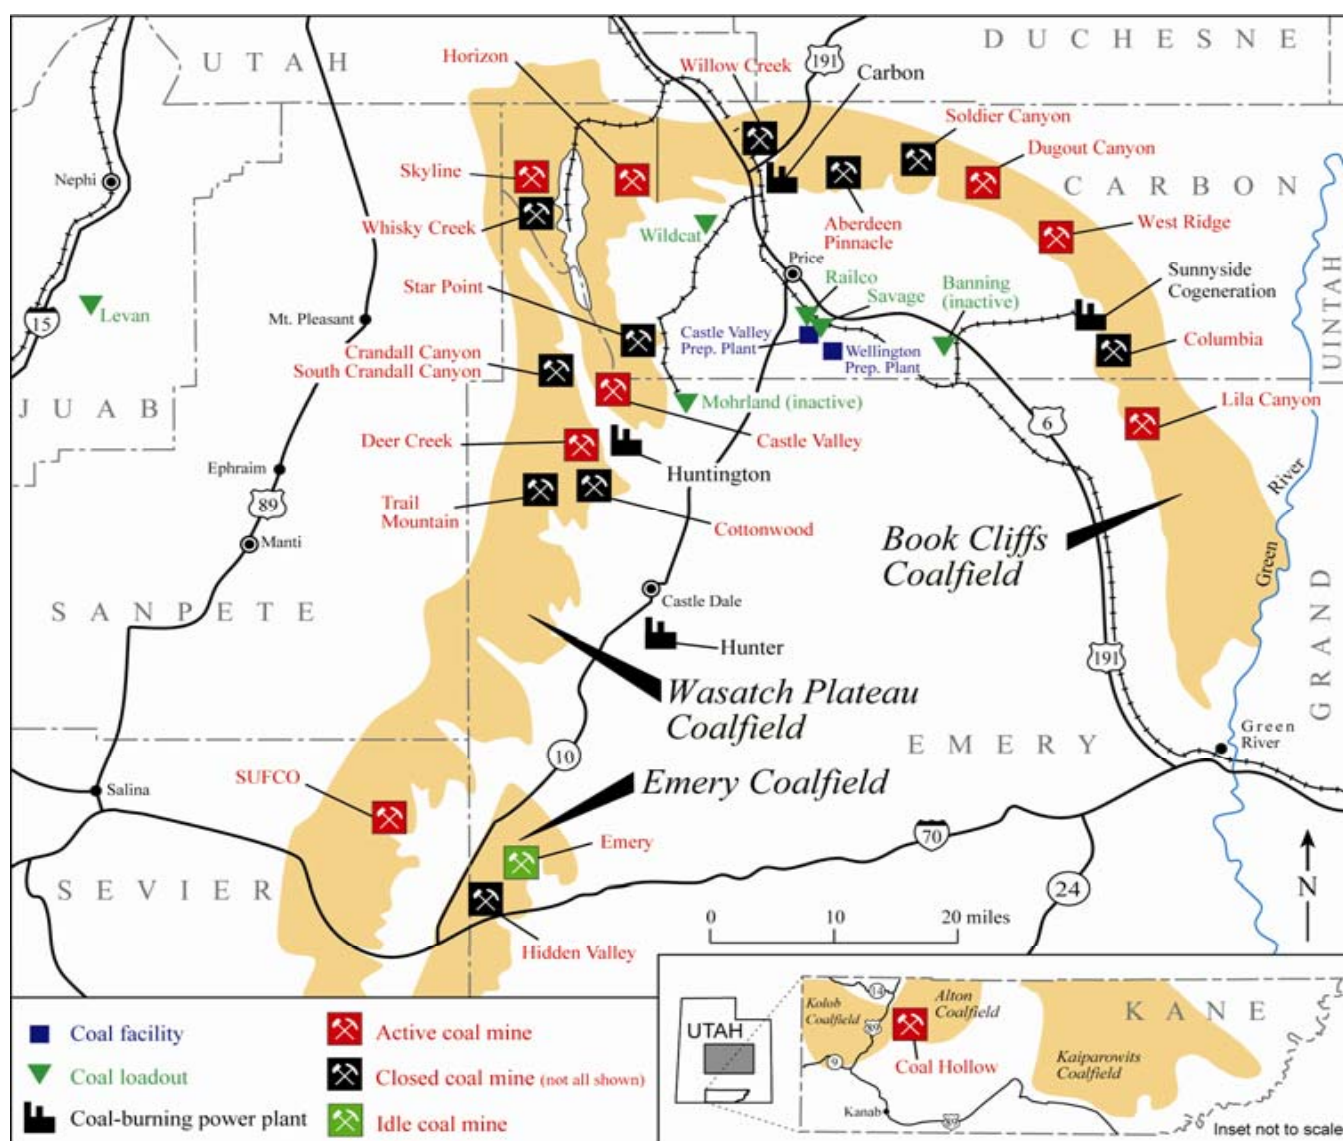 DUCHESNE
UTAH
191
Horizon
Willow Creek
Carbon
Soldier Canyon
Dugout Canyon
Skyline
Nephi
CARBON
Whisky Creek
Wildcat
Aberdeen
Pinnacle
West Ridge
Price
Railco
Savage
Banning
(inactive)
Sunnyside
Cogeneration
UINTAH
Star Point
Levan
15
Mt. Pleasant
Castle Valley
Prep. Plant
Wellington
Prep. Plant
Columbia
Crandall Canyon
South Crandall Canyon
JUAB
Mohrland (inactive)
6
Lila Canyon
Deer Creek
Castle Valley
Ephraim
Huntington
River
89
Trail
Mountain
Cottonwood
Manti
Book Cliffs
Coalfield
Green
GRAND
SANPETE
Castle Dale
Hunter
191
Wasatch Plateau
Coalfield
Green
River
EMERY
10
SUFCO
Salina
Emery Coalfield
Emery
70
SEVIER
24
N
0 10 20 miles
Hidden Valley
Coal facility
Coal loadout
Coal-burning power plant
Active coal mine
Closed coal mine (not all shown)
Idle coal mine
UTAH
Kolob
Coalfield
14
Alton
Coalfield
KANE
89
Coal Hollow
9
Kaiparowits
Coalfield
Kanab
89
Inset not to scale